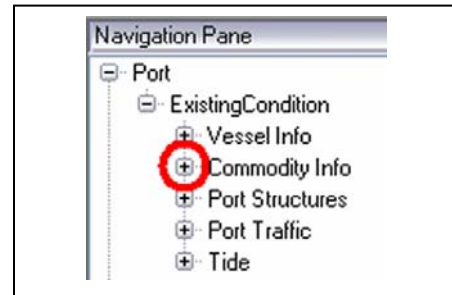 Navigation Pane
Port
ExistingCondition
Vessel Info
Commodity Info
Port Structures
Port Traffic
Tide